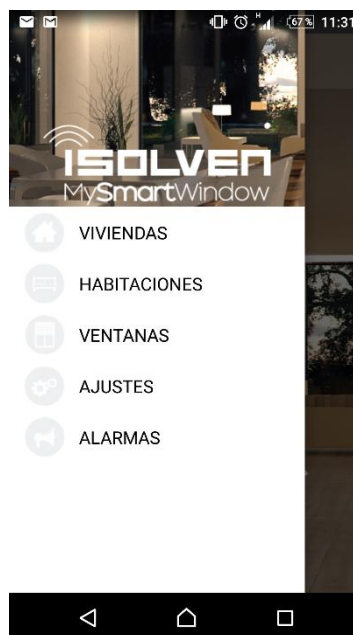 H 67% 11:31
ISOLVEN
MySmartWindow
VIVIENDAS
HABITACIONES
VENTANAS
AJUSTES
ALARMAS